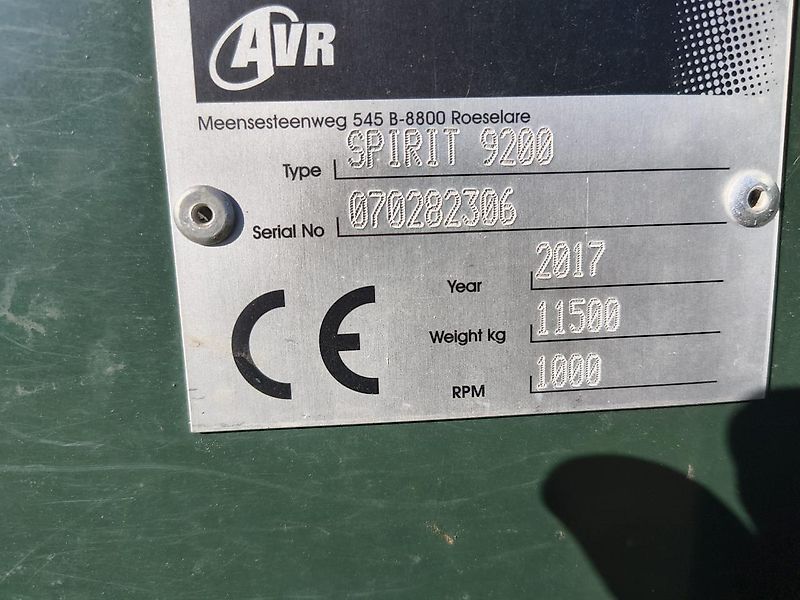 AVR
Meensesteenweg 545 B-8800 Roeselare
Type SPIRIT 9200
Serial No 070282306
Year 2017
Weight kg 11500
RPM 1000
CE